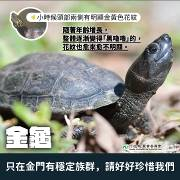 小時候頭部兩側有明顯金黃色花紋
隨著年齡增長，
整體逐漸變得「黑嚕嚕」的，
花紋也愈來愈不明顯。
金龜
只在金門有穩定族群，請好好珍惜我們